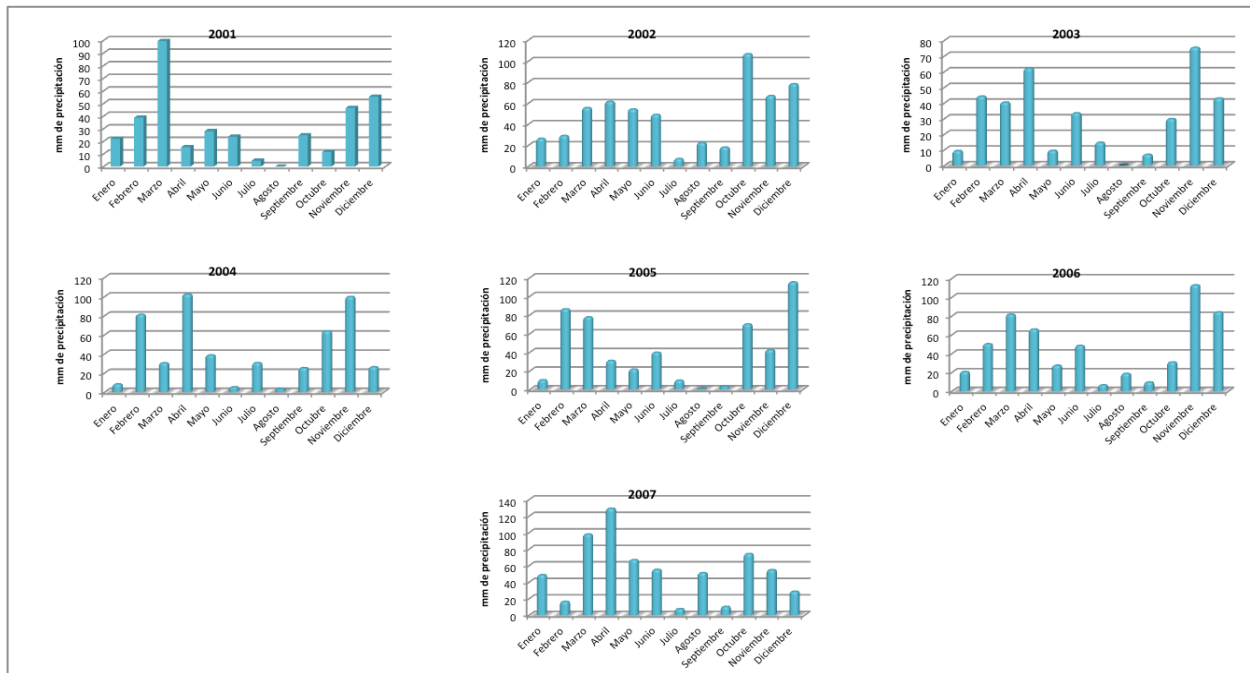 2001
mm de precipitación
100
90
80
70
60
50
40
30
20
10
0
Enero
Febrero
Marzo
Abril
Mayo
Junio
Julio
Agosto
Septiembre
Octubre
Noviembre
Diciembre
2002
mm de precipitación
120
100
80
60
40
20
0
Enero
Febrero
Marzo
Abril
Mayo
Junio
Julio
Agosto
Septiembre
Octubre
Noviembre
Diciembre
2003
mm de precipitación
80
70
60
50
40
30
20
10
0
Enero
Febrero
Marzo
Abril
Mayo
Junio
Julio
Agosto
Septiembre
Octubre
Noviembre
Diciembre
2004
mm de precipitación
120
100
80
60
40
20
0
Enero
Febrero
Marzo
Abril
Mayo
Junio
Julio
Agosto
Septiembre
Octubre
Noviembre
Diciembre
2005
mm de precipitación
120
100
80
60
40
20
0
Enero
Febrero
Marzo
Abril
Mayo
Junio
Julio
Agosto
Septiembre
Octubre
Noviembre
Diciembre
2006
mm de precipitación
120
100
80
60
40
20
0
Enero
Febrero
Marzo
Abril
Mayo
Junio
Julio
Agosto
Septiembre
Octubre
Noviembre
Diciembre
2007
mm de precipitación
140
120
100
80
60
40
20
0
Enero
Febrero
Marzo
Abril
Mayo
Junio
Julio
Agosto
Septiembre
Octubre
Noviembre
Diciembre